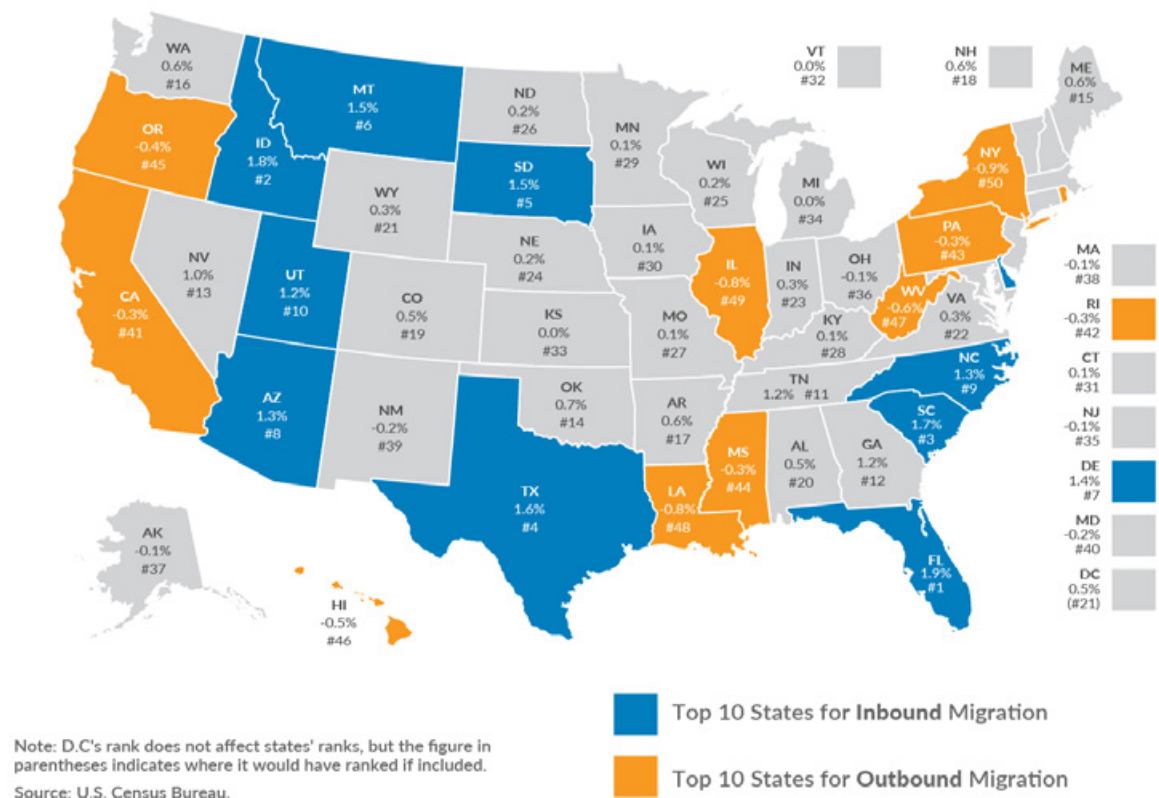 WA
0.6%
#16
MT
1.5%
#6
ND
0.2%
#26
VT
0.0%
#32
NH
0.6%
#18
ME
0.6%
#15
OR
-0.4%
#45
ID
1.8%
#2
MN
0.1%
#29
SD
1.5%
#5
WI
0.2%
#25
MI
0.0%
#34
NY
-0.9%
#50
WY
0.3%
#21
PA
-0.3%
#43
NV
1.0%
#13
UT
1.2%
#10
NE
0.2%
#24
IA
0.1%
#30
IL
-0.8%
#49
IN
0.3%
#23
OH
-0.1%
#36
WV
-0.6%
#47
VA
0.3%
#22
MA
-0.1%
#38
RI
-0.3%
#42
CT
0.1%
#31
NJ
-0.1%
#35
DE
1.4%
#7
MD
-0.2%
#40
DC
0.5%
(#21)
CA
-0.3%
#41
CO
0.5%
#19
KS
0.0%
#33
MO
0.1%
#27
KY
0.1%
#28
NC
1.3%
#9
TN
1.2% #11
SC
1.7%
#3
AZ
1.3%
#8
NM
-0.2%
#39
OK
0.7%
#14
AR
0.6%
#17
MS
-0.3%
#44
AL
0.5%
#20
GA
1.2%
#12
TX
1.6%
#4
LA
-0.8%
#48
FL
1.9%
#1
AK
-0.1%
#37
HI
-0.5%
#46
Top 10 States for Inbound Migration
Top 10 States for Outbound Migration
Note: D.C's rank does not affect states' ranks, but the figure in
parentheses indicates where it would have ranked if included.
Source: U.S. Census Bureau.